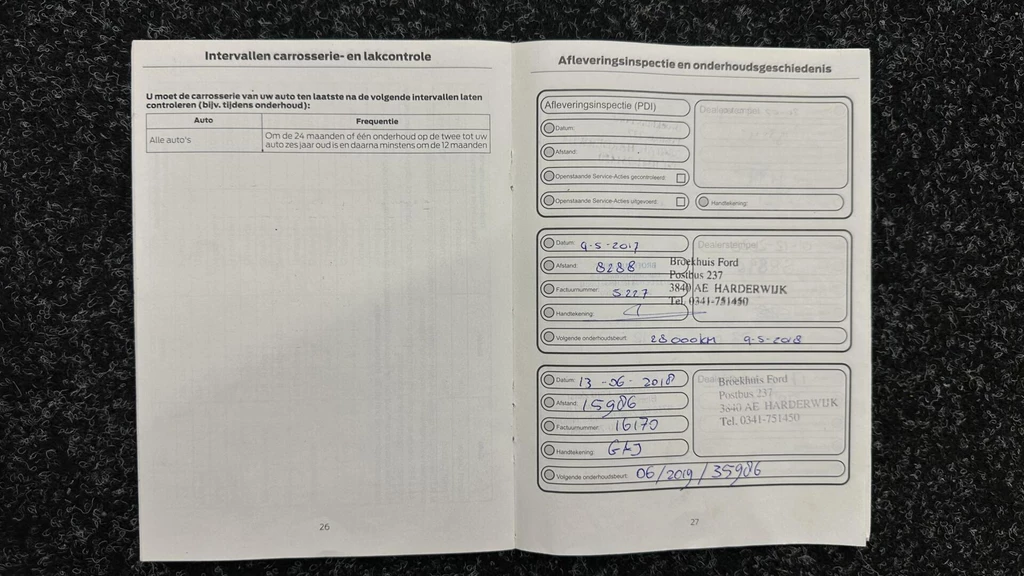 Intervallen carrosserie- en lakcontrole
U moet de carrosserie van uw auto ten laatste na de volgende intervallen laten
controleren (bijv. tijdens onderhoud):
Auto Frequentie
Alle auto's Om de 24 maanden of één onderhoud op de twee tot uw
auto zes jaar oud is en daarna minstens om de 12 maanden
26
Afleveringsinspectie en onderhoudsgeschiedenis
Afleveringsinspectie (PDI)
Datum:
Afstand:
Openstaande Service-Acties gecontroleerd:
Openstaande Service-Acties uitgevoerd:
Handtekening:
Datum: 9-5-2017
Dealerstempel
Afstand: 8288
Factuurnummer: 5227
Handtekening:
Broekhuis Ford
Postbus 237
3840 AE HARDERWIJK
Tel. 0341-751450
Volgende onderhoudsbeurt: 28000km 9-5-2018
Datum: 13-06-2018
Afstand: 15986
Factuurnummer: 16170
Handtekening:
Broekhuis Ford
Postbus 237
3840 AE HARDERWIJK
Tel. 0341-751450
Volgende onderhoudsbeurt: 06/2019/35986
27